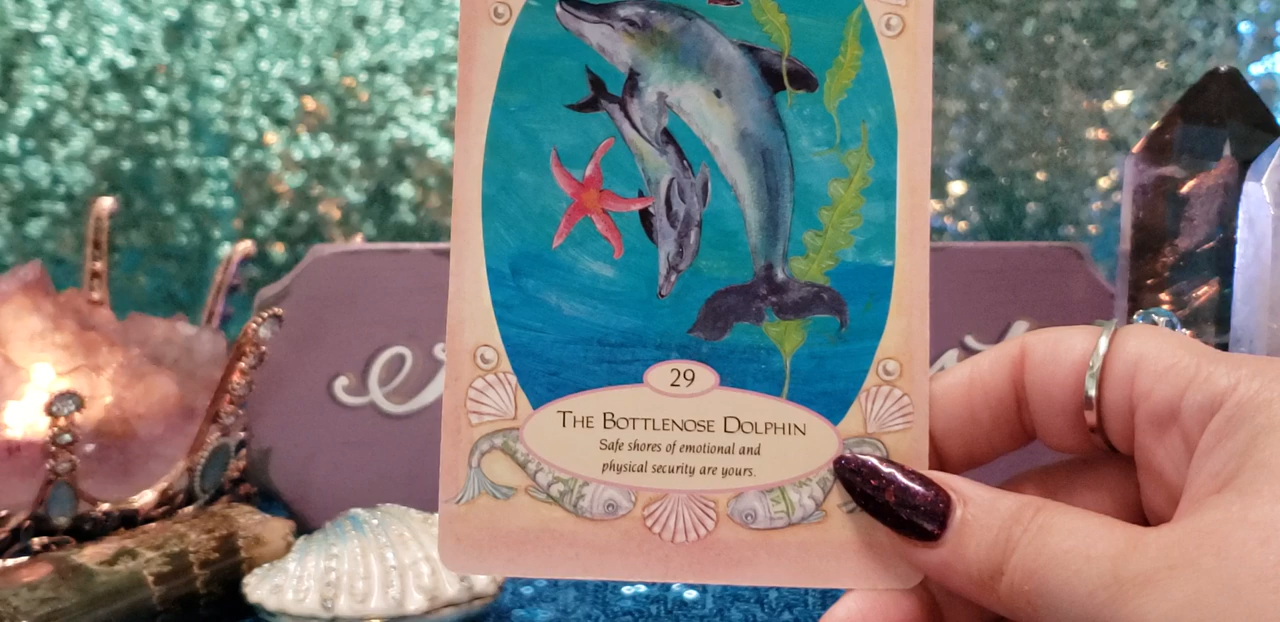 29
The Bottlenose Dolphin
Safe shores of emotional and
physical security are yours.